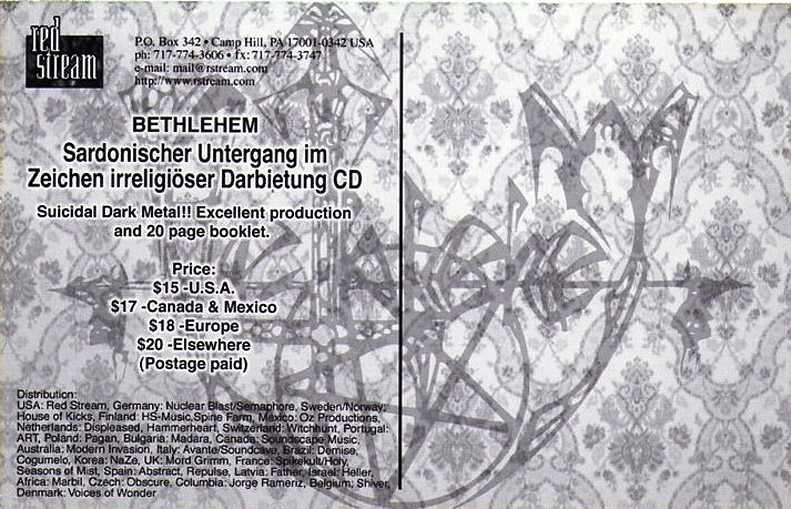 red
stream
P.O. Box 342 • Camp Hill, PA 17001-0342 USA
ph: 717-774-3606 • fx: 717-774-3747
e-mail: mail@rstream.com
http://www.rstream.com
BETHLEHEM
Sardonischer Untergang im
Zeichen irreligiöser Darbietung CD
Suicidal Dark Metal!! Excellent production
and 20 page booklet.
Price:
$15 -U.S.A.
$17 -Canada & Mexico
$18 -Europe
$20 -Elsewhere
(Postage paid)
Distribution:
USA: Red Stream, Germany: Nuclear Blast/Semaphore, Sweden/Norway:
House of Kicks, Finland: HS-Music,Spine Farm, Mexico: Oz Productions,
Netherlands: Displeased, Hammerheart, Switzerland: Witchhunt, Portugal:
ART, Poland: Pagan, Bulgaria: Madara, Canada: Soundscape Music,
Australia: Modern Invasion, Italy: Avante/Soundcave, Brazil: Demise,
Cogumelo, Korea: NaZe, UK: Mord Grimm, France: Spikekult/Holy,
Seasons of Mist, Spain: Abstract, Repulse, Latvia: Father, Israel: Heller,
Africa: Marbil, Czech: Obscure, Columbia: Jorge Rameriz, Belgium; Shiver,
Denmark: Voices of Wonder